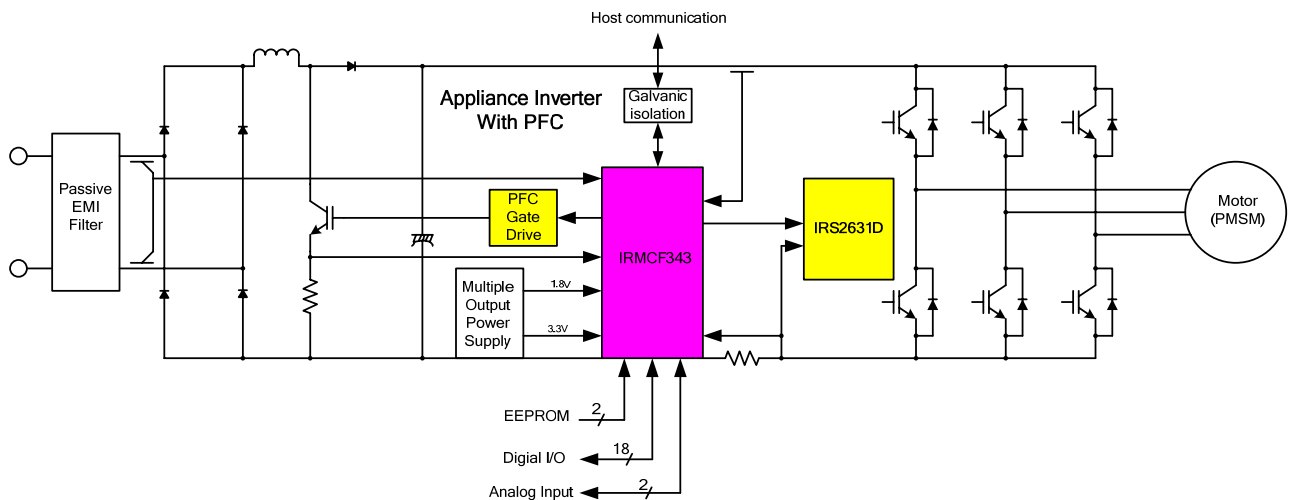 Host communication
Appliance Inverter
With PFC
Galvanic
isolation
Passive
EMI
Filter
PFC
Gate
Drive
IRMCF343
IRS2631D
Motor
(PMSM)
Multiple
Output
Power
Supply
1.8V
3.3V
EEPROM
2
Digial I/O
18
Analog Input
2